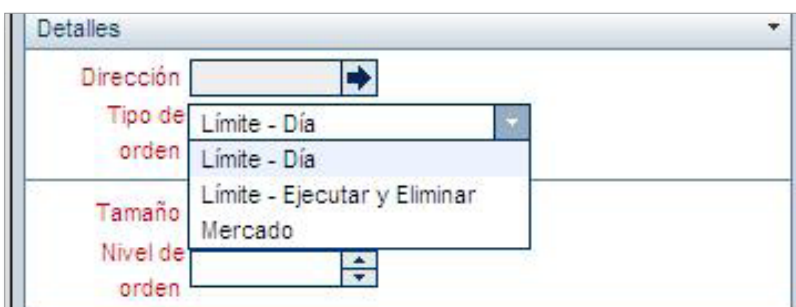 Detalles
Dirección
Tipo de
orden
Límite - Día
Límite - Día
Límite - Ejecutar y Eliminar
Mercado
Tamaño
Nivel de
orden